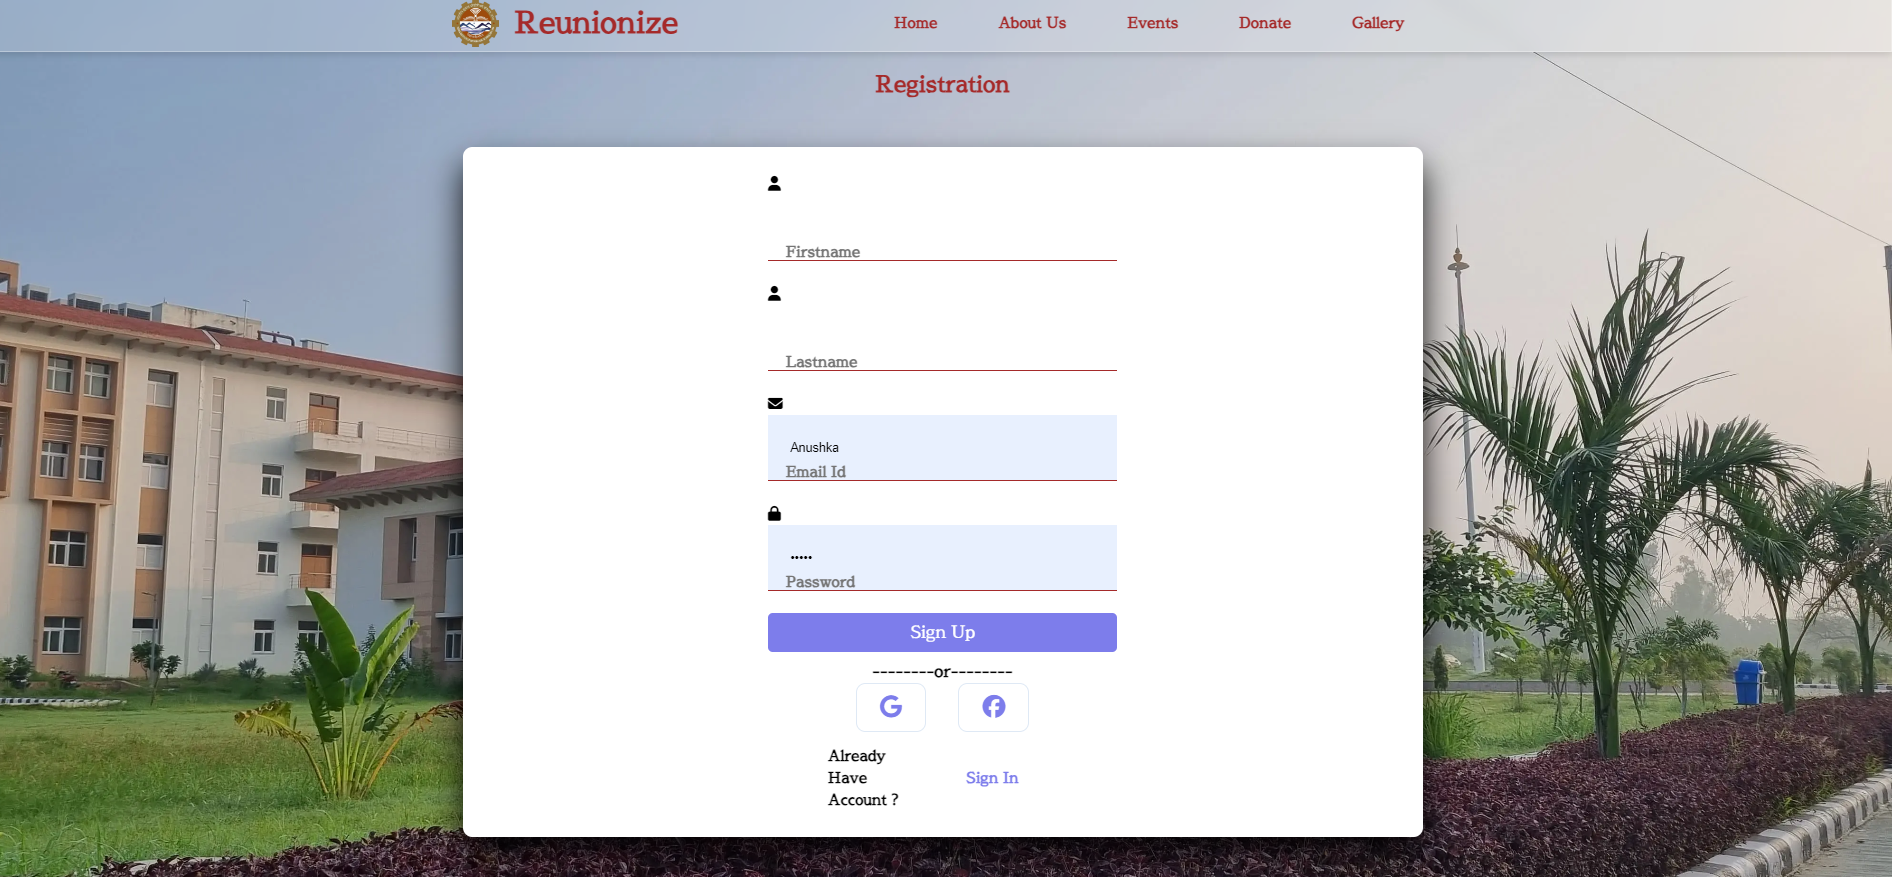 Reunionize
Home
About Us
Events
Donate
Gallery
Registration
Firstname
Lastname
Anushka
Email Id
•••••
Password
Sign Up
--------or--------
Already
Have
Account ?
Sign In